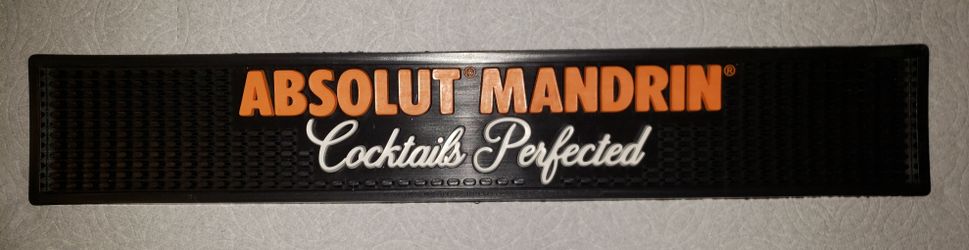 ABSOLUT® MANDRIN®
Cocktails Perfected